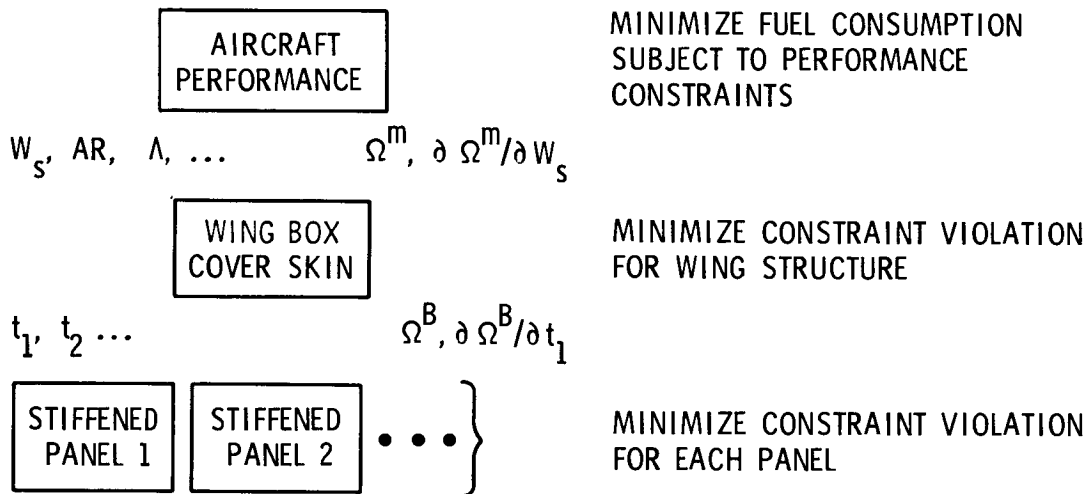 AIRCRAFT PERFORMANCE
MINIMIZE FUEL CONSUMPTION
SUBJECT TO PERFORMANCE
CONSTRAINTS
W_s, AR, Λ, ... Ω^m, ∂ Ω^m/∂ W_s
WING BOX
COVER SKIN
MINIMIZE CONSTRAINT VIOLATION
FOR WING STRUCTURE
t_1, t_2 ... Ω^B, ∂ Ω^B/∂ t_1
STIFFENED
PANEL 1
STIFFENED
PANEL 2
• • • }
MINIMIZE CONSTRAINT VIOLATION
FOR EACH PANEL